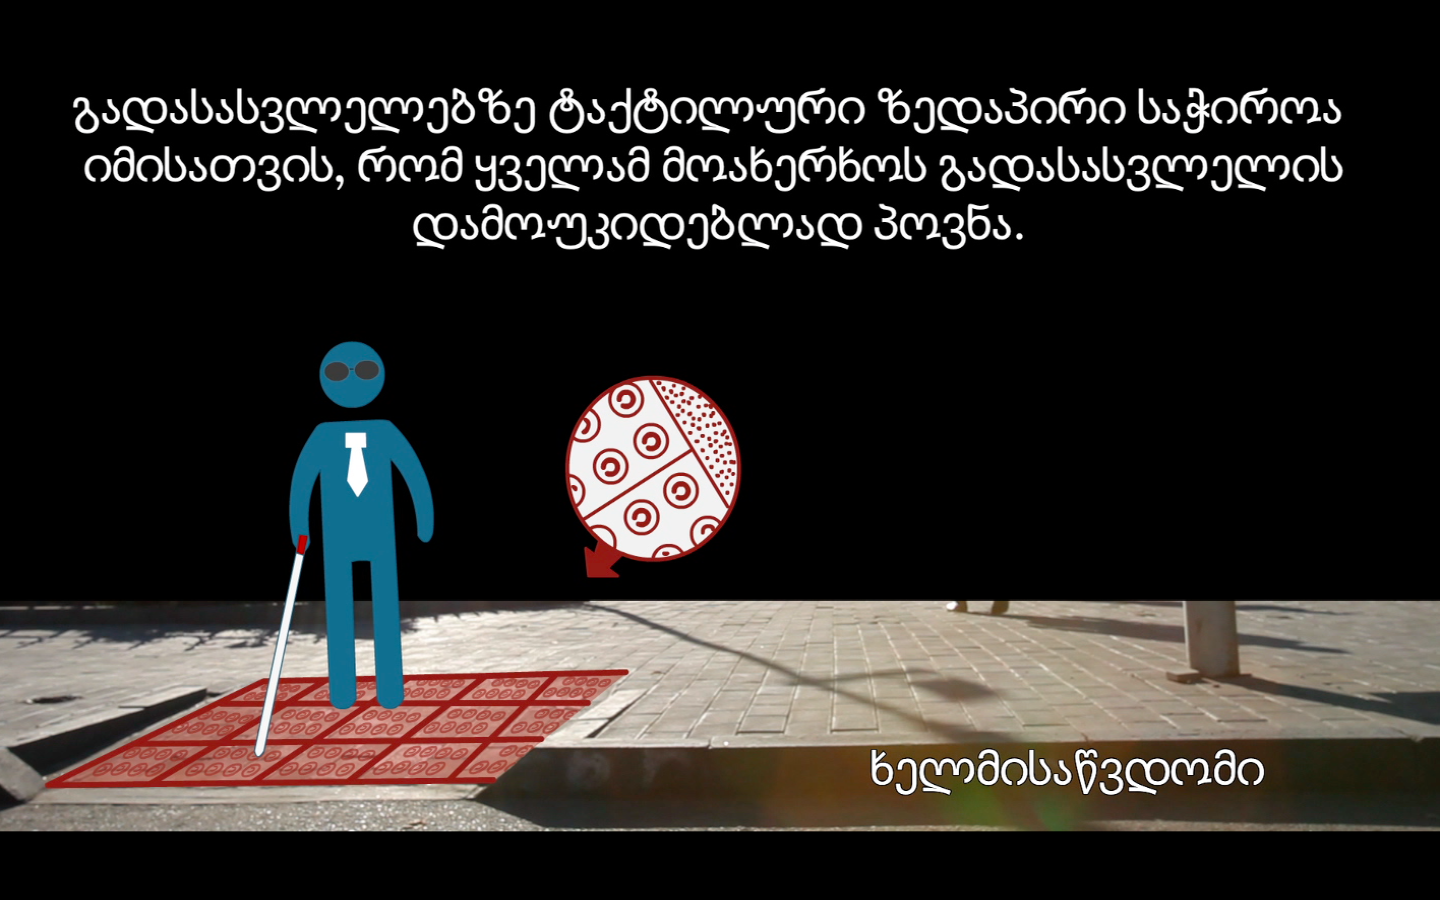 გადასასვლელებზე ტაქტილური ზედაპირი საჭიროა
იმისათვის, რომ ყველამ მოახერხოს გადასასვლელის
დამოუკიდებლად პოვნა.
ხელმისაწვდომი